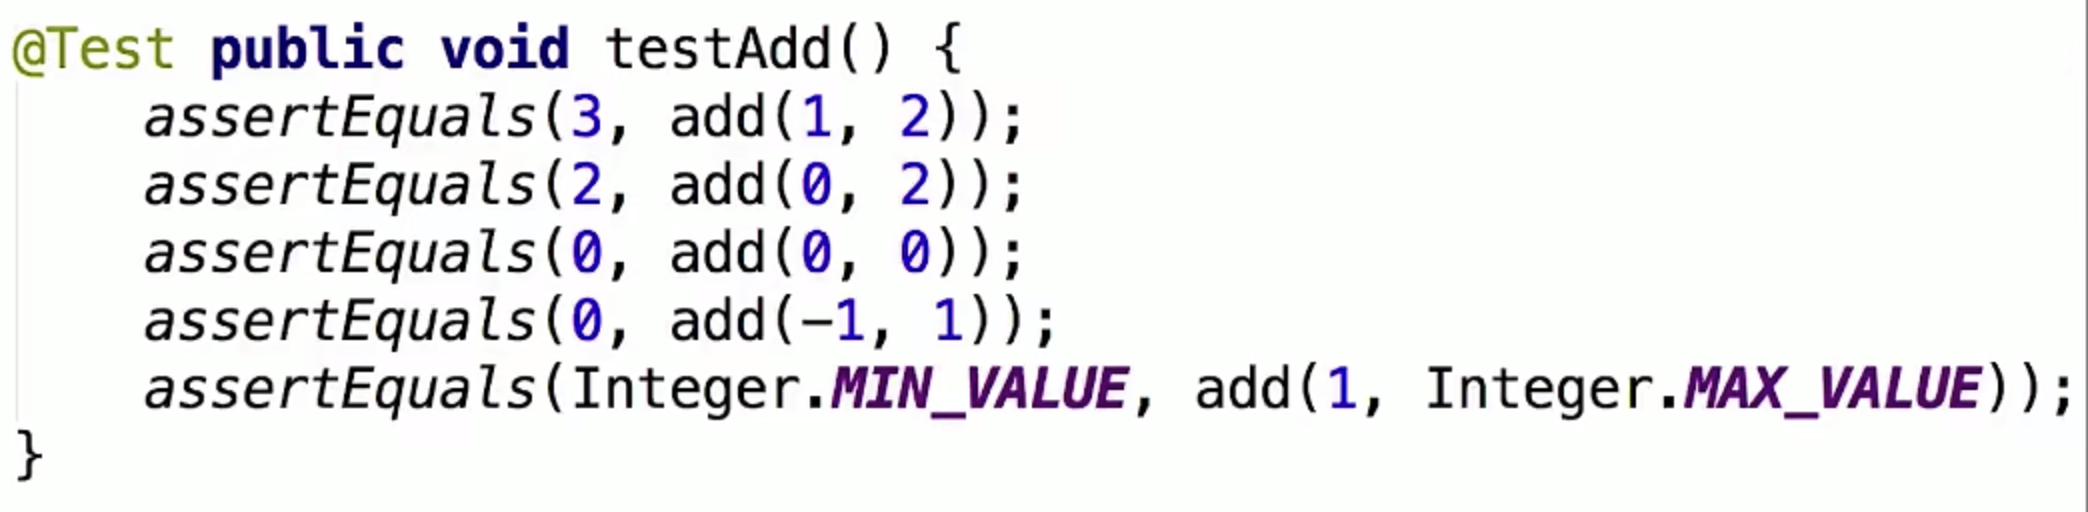 @Test public void testAdd() {
    assertEquals(3, add(1, 2));
    assertEquals(2, add(0, 2));
    assertEquals(0, add(0, 0));
    assertEquals(0, add(-1, 1));
    assertEquals(Integer.MIN_VALUE, add(1, Integer.MAX_VALUE));
}